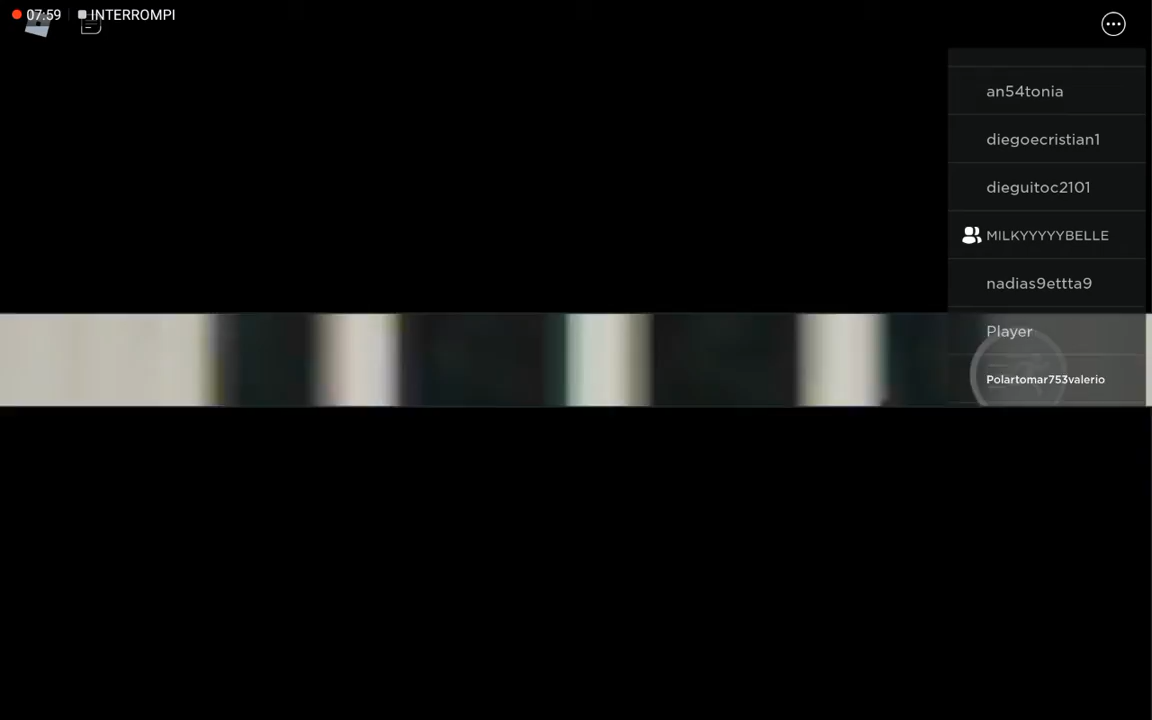 07:59 INTERROMPI
an54tonia
diegoecristian1
dieguitoc2101
MILKYYYYYBELLE
nadias9ettta9
Player
Polartomar753valerio